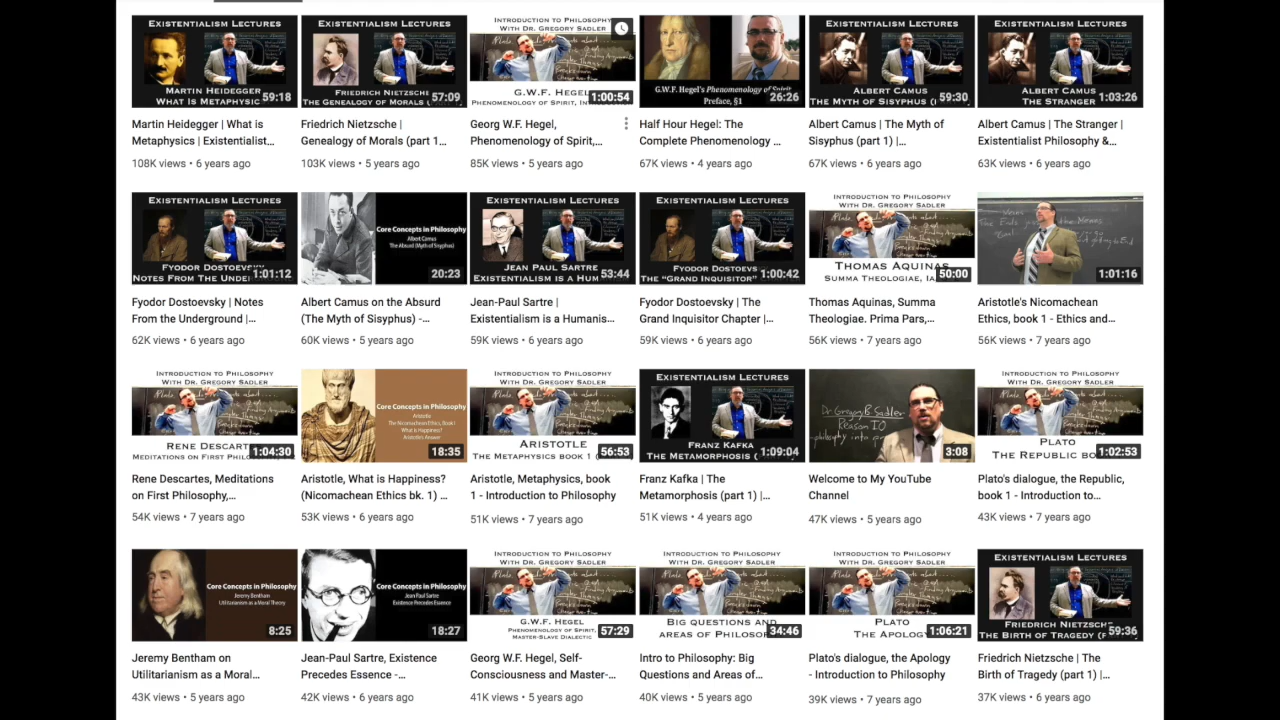 EXISTENTIALISM LECTURES
MARTIN HEIDEGGER
WHAT IS METAPHYSIC
59:18
Martin Heidegger | What is
Metaphysics | Existentialist...
108K views • 6 years ago
EXISTENTIALISM LECTURES
FRIEDRICH NIETZSCHE
THE GENEALOGY OF MORALS (
57:09
Friedrich Nietzsche |
Genealogy of Morals (part 1...
103K views • 5 years ago
INTRODUCTION TO PHILOSOPHY
WITH DR. GREGORY SADLER
G.W.F. HEGEL
PHENOMENOLOGY OF SPIRIT,
1:00:54
Georg W.F. Hegel,
Phenomenology of Spirit,...
85K views • 5 years ago
G.W.F. Hegel's Phenomenology of Spirit
Preface, §1
26:26
Half Hour Hegel: The
Complete Phenomenology ...
67K views • 4 years ago
EXISTENTIALISM LECTURES
ALBERT CAMUS
THE MYTH OF SISYPHUS (
59:30
Albert Camus | The Myth of
Sisyphus (part 1) |...
67K views • 6 years ago
EXISTENTIALISM LECTURES
ALBERT CAMUS
THE STRANGER
1:03:26
Albert Camus | The Stranger |
Existentialist Philosophy &...
63K views • 6 years ago
EXISTENTIALISM LECTURES
FYODOR DOSTOEVSKY
NOTES FROM THE UNDE
1:01:12
Fyodor Dostoevsky | Notes
From the Underground |...
62K views • 6 years ago
Core Concepts in Philosophy
Albert Camus
The Absurd (Myth of Sisyphus)
20:23
Albert Camus on the Absurd
(The Myth of Sisyphus) -...
60K views • 5 years ago
EXISTENTIALISM LECTURES
JEAN PAUL SARTRE
EXISTENTIALISM IS A HUM
53:44
Jean-Paul Sartre |
Existentialism is a Humanis...
59K views • 6 years ago
EXISTENTIALISM LECTURES
FYODOR DOSTOEVS
THE "GRAND INQUISITOR"
1:00:42
Fyodor Dostoevsky | The
Grand Inquisitor Chapter |...
59K views • 6 years ago
INTRODUCTION TO PHILOSOPHY
WITH DR. GREGORY SADLER
THOMAS AQUINAS
SUMMA THEOLOGIAE, IA
50:00
Thomas Aquinas, Summa
Theologiae. Prima Pars,...
56K views • 7 years ago
1:01:16
Aristotle's Nicomachean
Ethics, book 1 - Ethics and...
56K views • 7 years ago
INTRODUCTION TO PHILOSOPHY
WITH DR. GREGORY SADLER
RENE DESCART
MEDITATIONS ON FIRST PHILO
1:04:30
Rene Descartes, Meditations
on First Philosophy,...
54K views • 7 years ago
Core Concepts in Philosophy
Aristotle
The Nicomachean Ethics, Book I
What is Happiness?
Aristotle's Answer
18:35
Aristotle, What is Happiness?
(Nicomachean Ethics bk. 1) ...
53K views • 6 years ago
INTRODUCTION TO PHILOSOPHY
WITH DR. GREGORY SADLER
ARISTOTLE
THE METAPHYSICS BOOK 1 (
56:53
Aristotle, Metaphysics, book
1 - Introduction to Philosophy
51K views • 7 years ago
EXISTENTIALISM LECTURES
FRANZ KAFKA
THE METAMORPHOSIS (
1:09:04
Franz Kafka | The
Metamorphosis (part 1) |...
51K views • 4 years ago
Dr Gregory B Sadler
Reason IO
philosophy into pr
3:08
Welcome to My YouTube
Channel
47K views • 5 years ago
INTRODUCTION TO PHILOSOPHY
WITH DR. GREGORY SADLER
PLATO
THE REPUBLIC BO
1:02:53
Plato's dialogue, the Republic,
book 1 - Introduction to...
43K views • 7 years ago
Core Concepts in Philosophy
Jeremy Bentham
Utilitarianism as a Moral Theory
8:25
Jeremy Bentham on
Utilitarianism as a Moral...
43K views • 5 years ago
Core Concepts in Philosophy
Jean Paul Sartre
Existence Precedes Essence
18:27
Jean-Paul Sartre, Existence
Precedes Essence -...
42K views • 6 years ago
INTRODUCTION TO PHILOSOPHY
WITH DR. GREGORY SADLER
G.W.F. HEGEL
PHENOMENOLOGY OF SPIRIT,
MASTER-SLAVE DIALECTIC
57:29
Georg W.F. Hegel, Self-
Consciousness and Master-...
41K views • 5 years ago
INTRODUCTION TO PHILOSOPHY
WITH DR. GREGORY SADLER
BIG QUESTIONS AND
AREAS OF PHILOSO
34:46
Intro to Philosophy: Big
Questions and Areas of...
40K views • 5 years ago
INTRODUCTION TO PHILOSOPHY
WITH DR. GREGORY SADLER
PLATO
THE APOLOGY
1:06:21
Plato's dialogue, the Apology
- Introduction to Philosophy
39K views • 7 years ago
EXISTENTIALISM LECTURES
FRIEDRICH NIETZSCHE
THE BIRTH OF TRAGEDY (
59:36
Friedrich Nietzsche | The
Birth of Tragedy (part 1) |...
37K views • 6 years ago